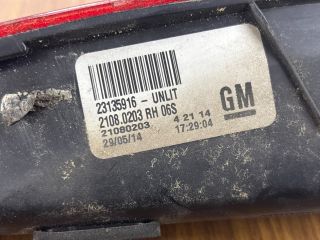 23135916 - UNLIT
2108.0203 RH 06S
21080203 4 21 14
29/05/14 17:29:04
GM